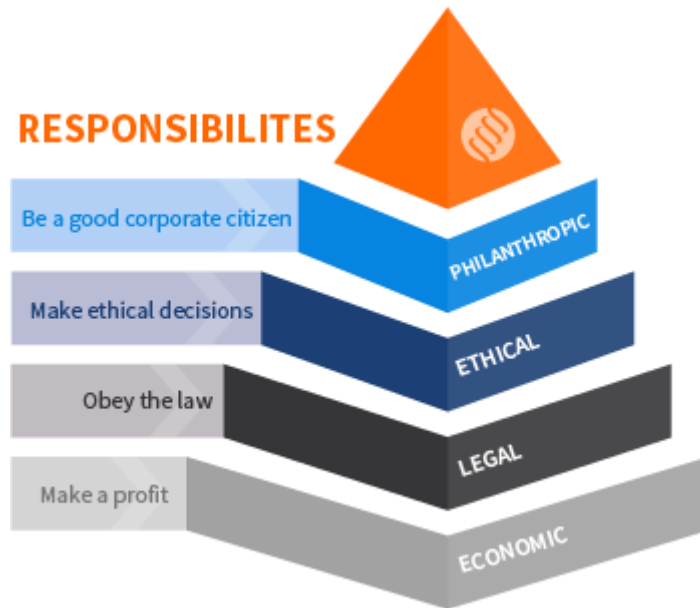 RESPONSIBILITES
Be a good corporate citizen
PHILANTHROPIC
Make ethical decisions
ETHICAL
Obey the law
LEGAL
Make a profit
ECONOMIC